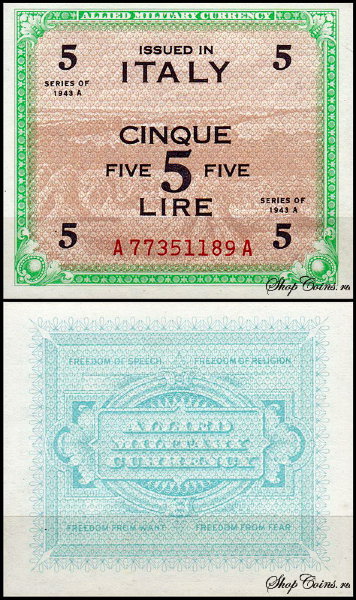 ALLIED MILITARY CURRENCY
5 ISSUED IN 5
ITALY
SERIES OF
1943 A
CINQUE
FIVE 5 FIVE
LIRE
SERIES OF
1943 A
5 5
A77351189A
ShopCoins.ru
FREEDOM OF SPEECH FREEDOM OF RELIGION
ALLIED
MILITARY
CURRENCY
FREEDOM FROM WANT FREEDOM FROM FEAR
ShopCoins.ru